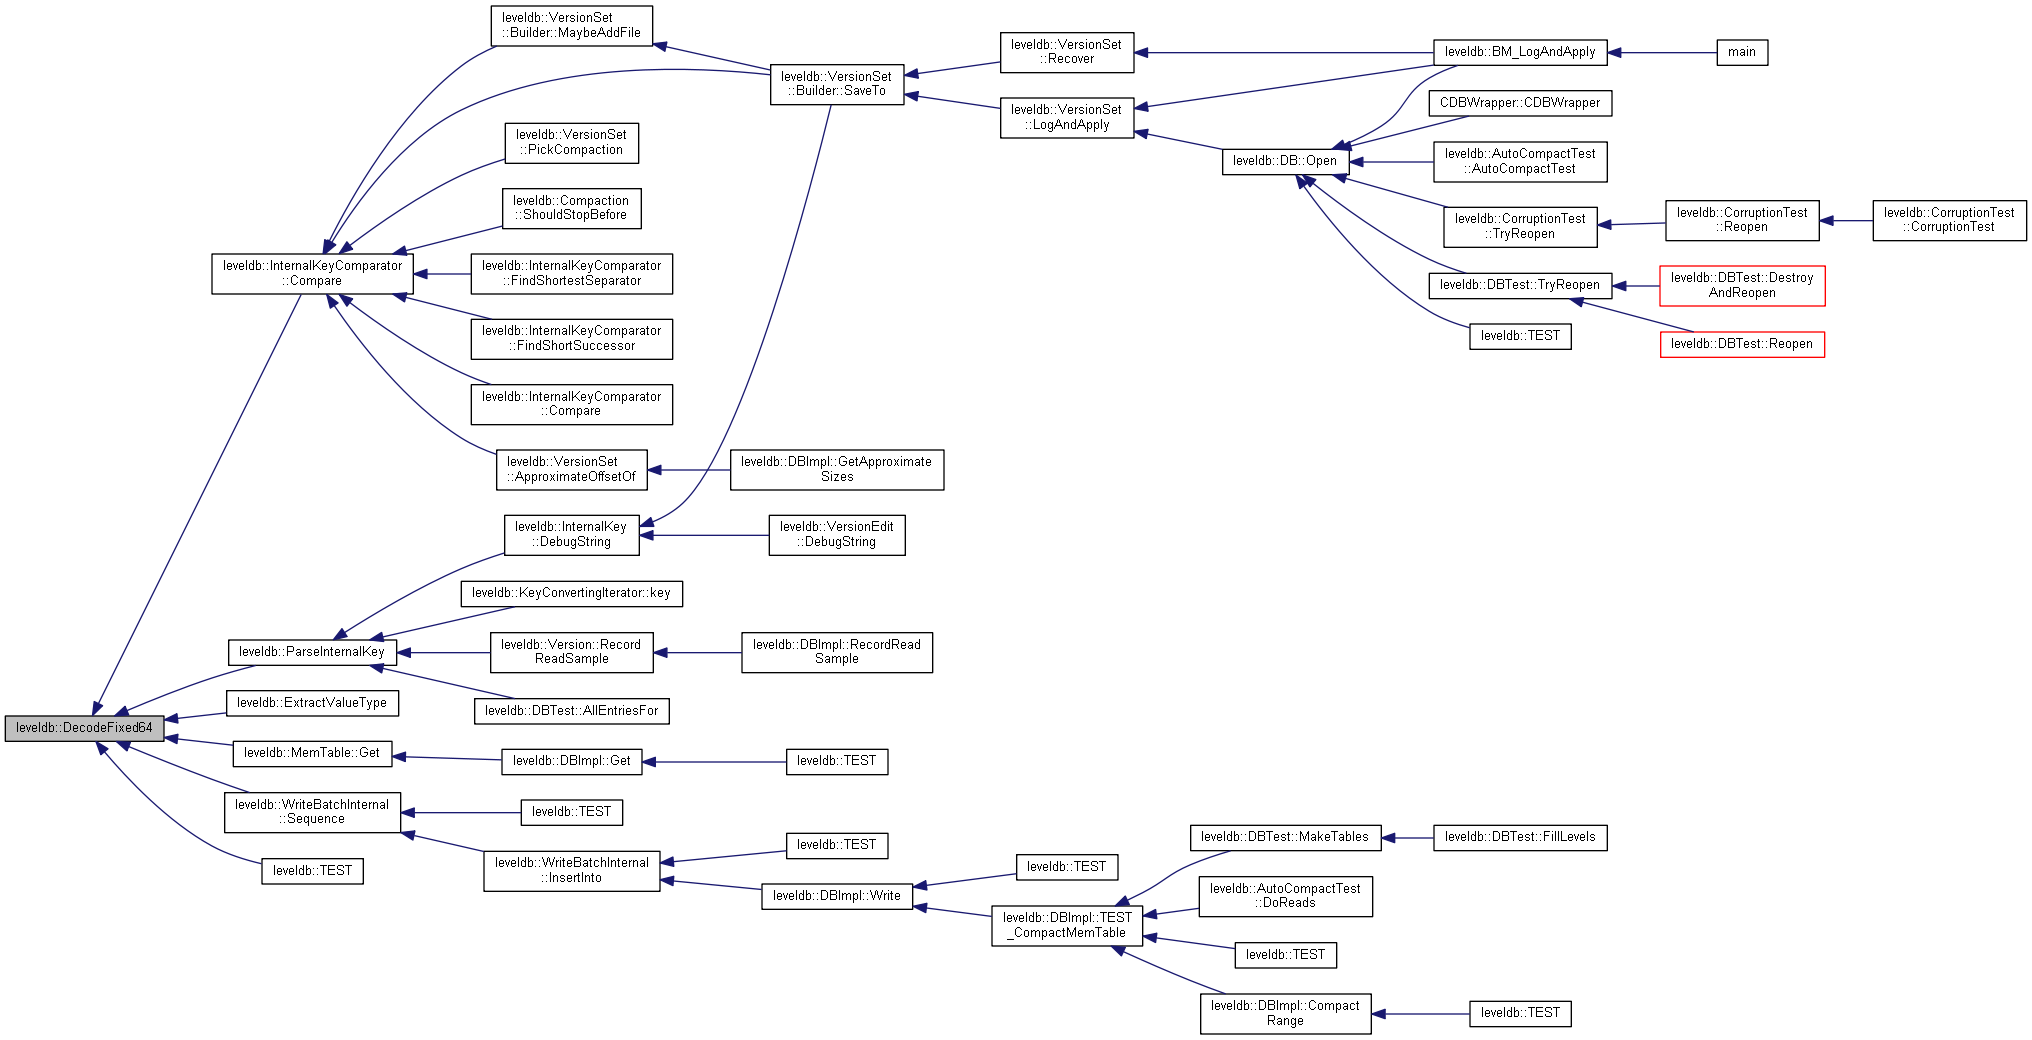 leveldb::VersionSet
::Builder::MaybeAddFile
leveldb::VersionSet
::Recover
leveldb::BM_LogAndApply
main
leveldb::VersionSet
::Builder::SaveTo
CDBWrapper::CDBWrapper
leveldb::VersionSet
::LogAndApply
leveldb::VersionSet
::PickCompaction
leveldb::DB::Open
leveldb::AutoCompactTest
::AutoCompactTest
leveldb::Compaction
::ShouldStopBefore
leveldb::CorruptionTest
::TryReopen
leveldb::CorruptionTest
::Reopen
leveldb::CorruptionTest
::CorruptionTest
leveldb::InternalKeyComparator
::Compare
leveldb::InternalKeyComparator
::FindShortestSeparator
leveldb::DBTest::TryReopen
leveldb::DBTest::Destroy
AndReopen
leveldb::InternalKeyComparator
::FindShortSuccessor
leveldb::TEST
leveldb::DBTest::Reopen
leveldb::InternalKeyComparator
::Compare
leveldb::VersionSet
::ApproximateOffsetOf
leveldb::DBImpl::GetApproximate
Sizes
leveldb::InternalKey
::DebugString
leveldb::VersionEdit
::DebugString
leveldb::KeyConvertingIterator::key
leveldb::ParseInternalKey
leveldb::Version::Record
ReadSample
leveldb::DBImpl::RecordRead
Sample
leveldb::ExtractValueType
leveldb::DBTest::AllEntriesFor
leveldb::DecodeFixed64
leveldb::MemTable::Get
leveldb::DBImpl::Get
leveldb::TEST
leveldb::WriteBatchInternal
::Sequence
leveldb::TEST
leveldb::TEST
leveldb::WriteBatchInternal
::InsertInto
leveldb::TEST
leveldb::DBImpl::Write
leveldb::TEST
leveldb::DBImpl::TEST
_CompactMemTable
leveldb::DBTest::MakeTables
leveldb::DBTest::FillLevels
leveldb::AutoCompactTest
::DoReads
leveldb::TEST
leveldb::DBImpl::Compact
Range
leveldb::TEST